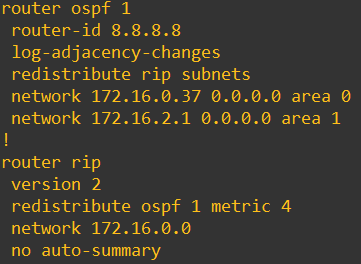 router ospf 1
router-id 8.8.8.8
log-adjacency-changes
redistribute rip subnets
network 172.16.0.37 0.0.0.0 area 0
network 172.16.2.1 0.0.0.0 area 1
!
router rip
version 2
redistribute ospf 1 metric 4
network 172.16.0.0
no auto-summary